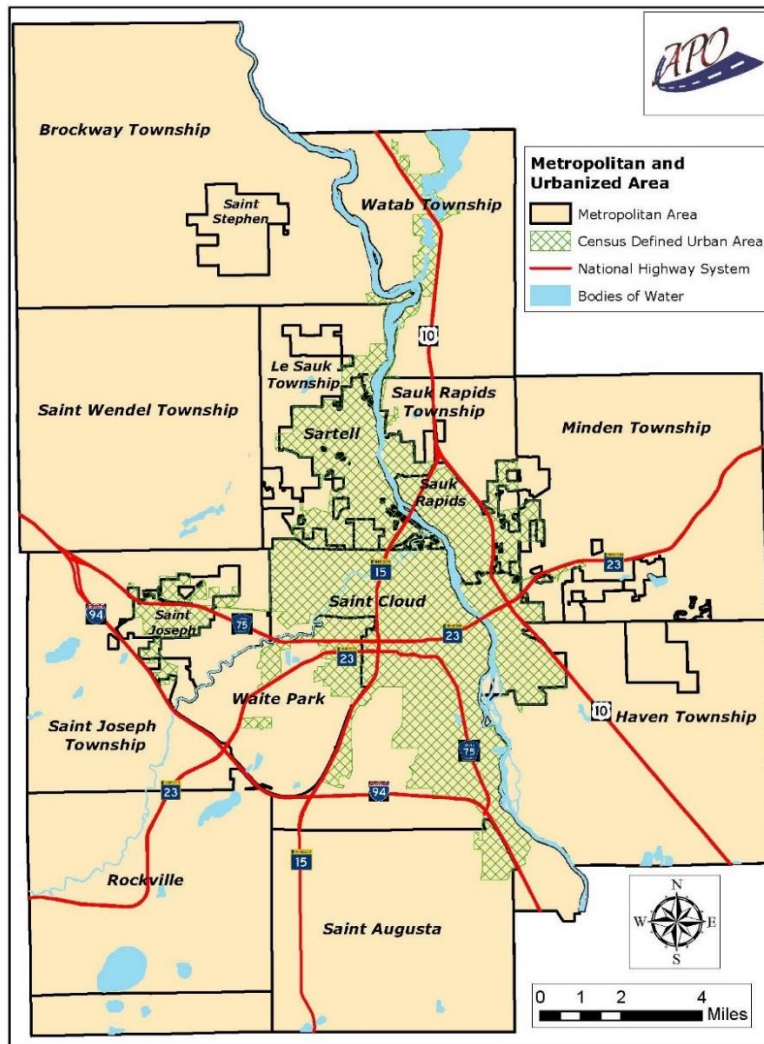 APO
Brockway Township
Saint
Stephen
Watab Township
Metropolitan and
Urbanized Area
Metropolitan Area
Census Defined Urban Area
National Highway System
Bodies of Water
10
Le Sauk
Township
Saint Wendel Township
Sauk Rapids
Township
Minden Township
Sartell
Sauk
Rapids
15
23
94
Saint
Joseph
75
Saint Cloud
23
23
Waite Park
Saint Joseph
Township
10
Haven Township
75
23
94
15
Rockville
Saint Augusta
N
W
E
S
0 1 2 4
Miles